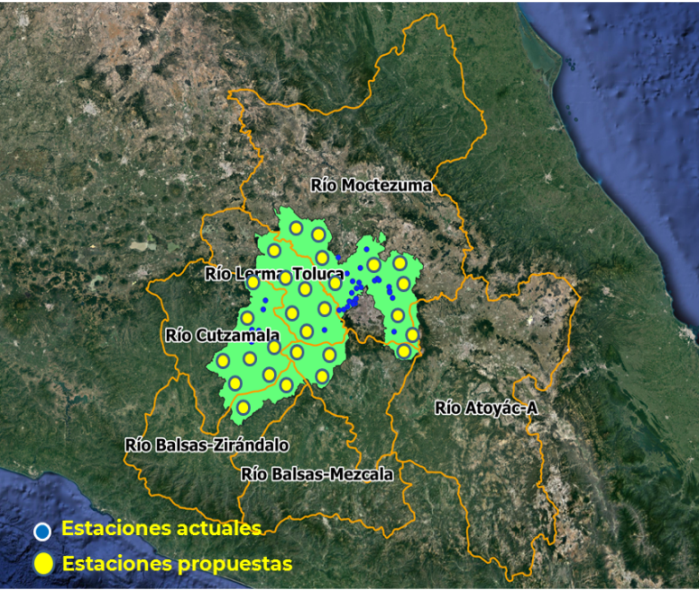 Río Moctezuma
Río Lerma-Toluca
Río Cutzamala
Río Atoyác-A
Río Balsas-Zirándalo
Río Balsas-Mezcala
Estaciones actuales
Estaciones propuestas